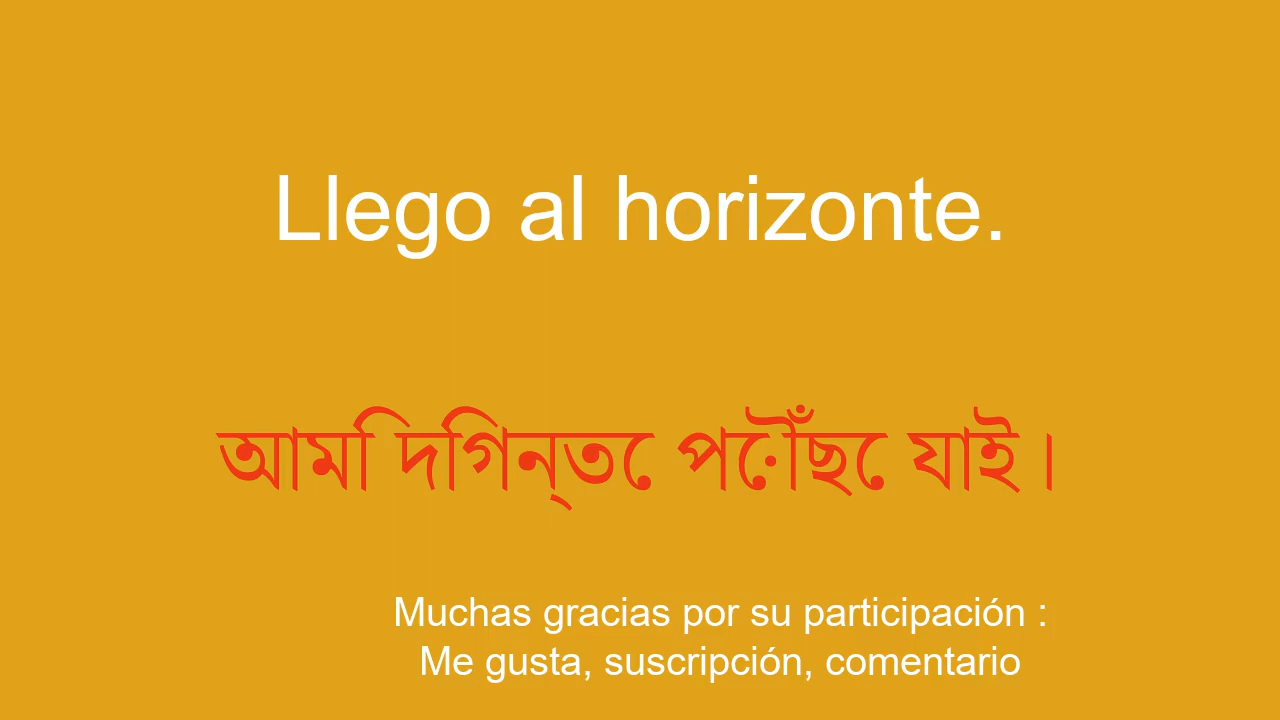 Llego al horizonte.
আমি দিগন্তে পৌঁছে যাই।
Muchas gracias por su participación :
Me gusta, suscripción, comentario